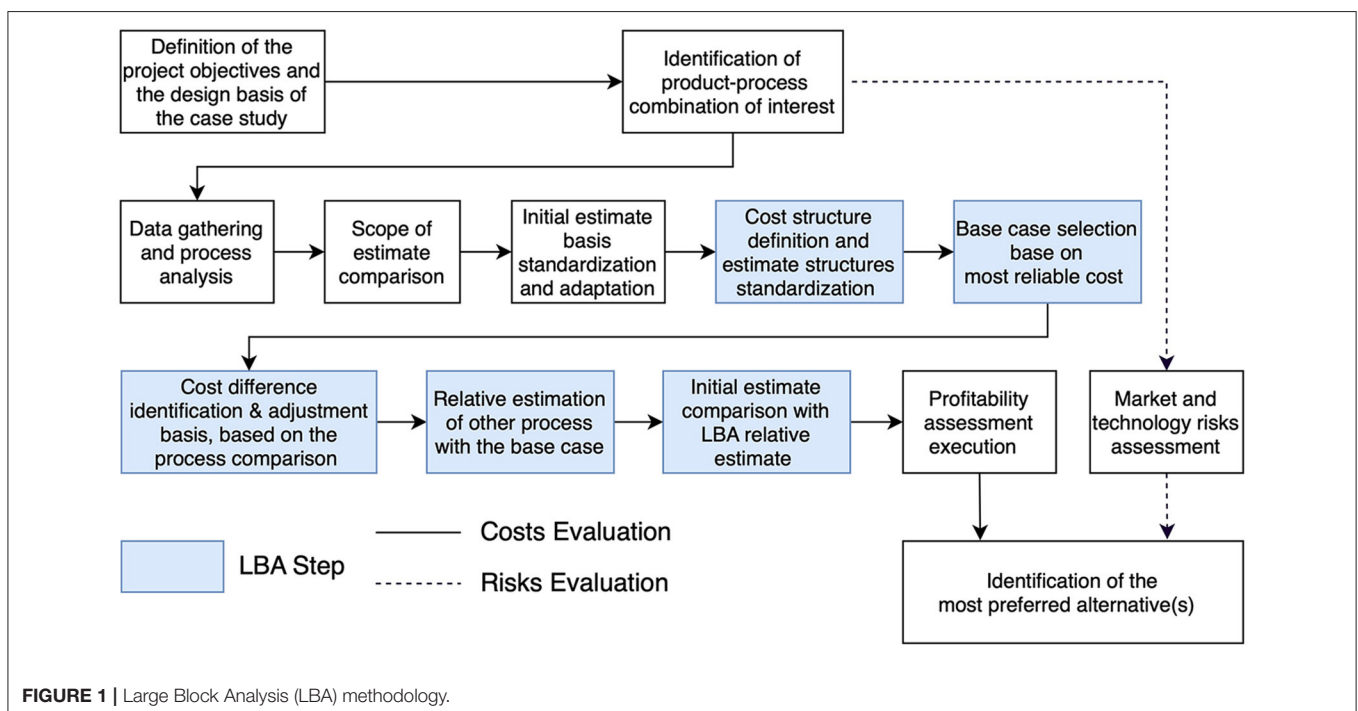 Definition of the
project objectives and
the design basis of
the case study
Identification of
product-process
combination of interest
Data gathering
and process
analysis
Scope of
estimate
comparison
Initial estimate
basis
standardization
and adaptation
Cost structure
definition and
estimate structures
standardization
Base case selection
base on
most reliable cost
Cost difference
identification & adjustment
basis, based on the
process comparison
Relative estimation
of other process
with the base case
Initial estimate
comparison with
LBA relative
estimate
Profitability
assessment
execution
Market and
technology risks
assessment
LBA Step
Costs Evaluation
Risks Evaluation
Identification of the
most preferred alternative(s)
FIGURE 1 | Large Block Analysis (LBA) methodology.